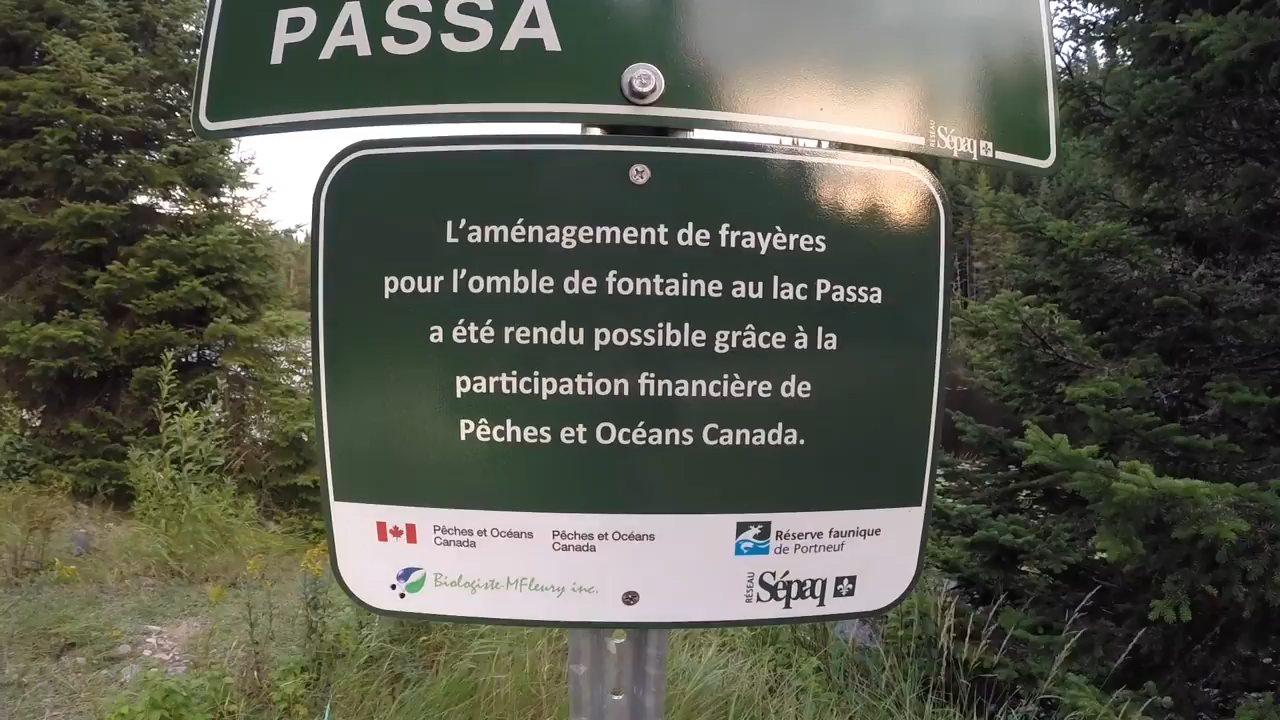 PASSA
RÉSEAU Sépaq
L'aménagement de frayères
pour l'omble de fontaine au lac Passa
a été rendu possible grâce à la
participation financière de
Pêches et Océans Canada.
Pêches et Océans Canada
Pêches et Océans Canada
Réserve faunique
de Portneuf
Biologiste-MFleury inc.
RÉSEAU Sépaq